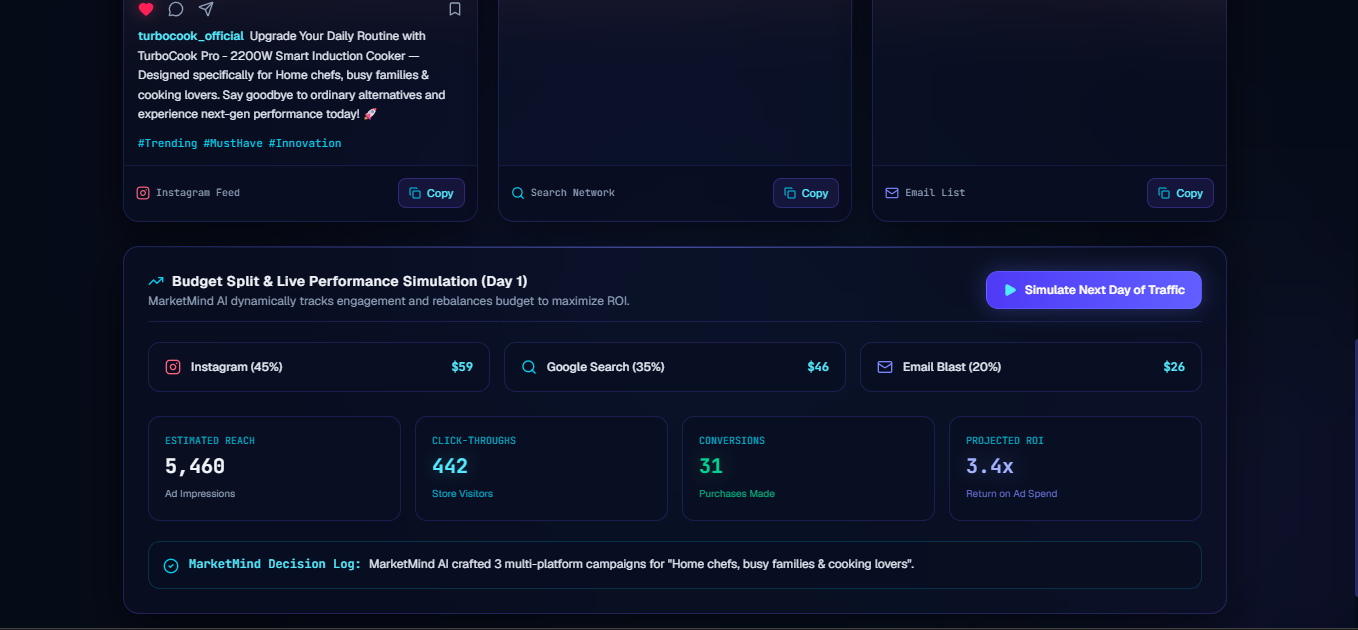 turbocook_official Upgrade Your Daily Routine with
TurboCook Pro - 2200W Smart Induction Cooker —
Designed specifically for Home chefs, busy families &
cooking lovers. Say goodbye to ordinary alternatives and
experience next-gen performance today! 🚀
#Trending #MustHave #Innovation
Instagram Feed
Copy
Search Network
Copy
Email List
Copy
Budget Split & Live Performance Simulation (Day 1)
MarketMind AI dynamically tracks engagement and rebalances budget to maximize ROI.
Simulate Next Day of Traffic
Instagram (45%)
$59
Google Search (35%)
$46
Email Blast (20%)
$26
ESTIMATED REACH
5,460
Ad Impressions
CLICK-THROUGHS
442
Store Visitors
CONVERSIONS
31
Purchases Made
PROJECTED ROI
3.4x
Return on Ad Spend
MarketMind Decision Log: MarketMind AI crafted 3 multi-platform campaigns for "Home chefs, busy families & cooking lovers".